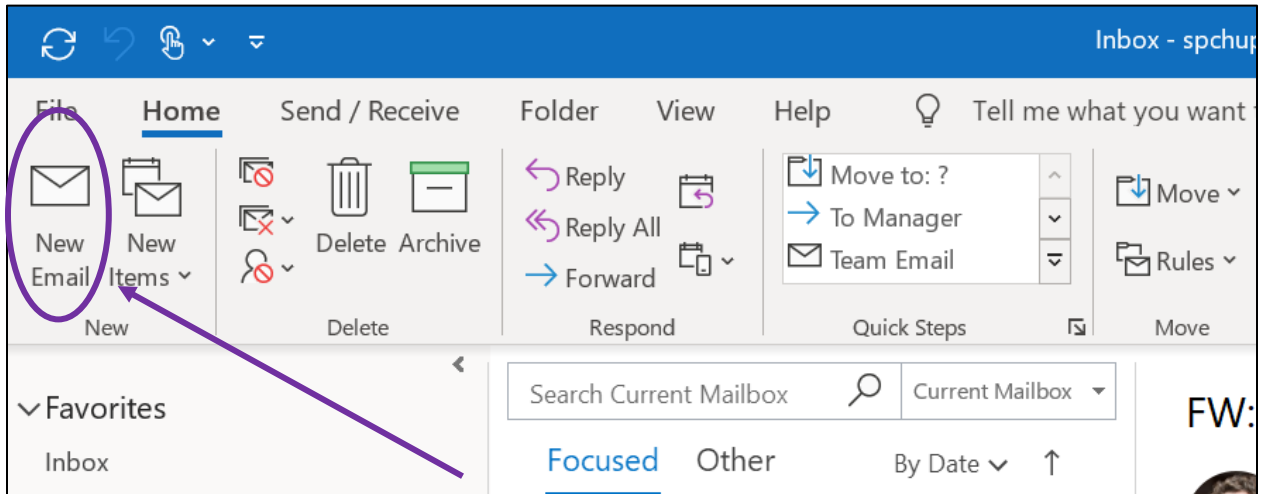 Inbox - spchup
File Home Send / Receive Folder View Help Tell me what you want
New Email
New Items
Delete Archive
Reply
Reply All
Forward
Move to: ?
To Manager
Team Email
Move
Rules
New Delete Respond Quick Steps Move
Favorites
Inbox
Search Current Mailbox Current Mailbox
Focused Other By Date
FW: